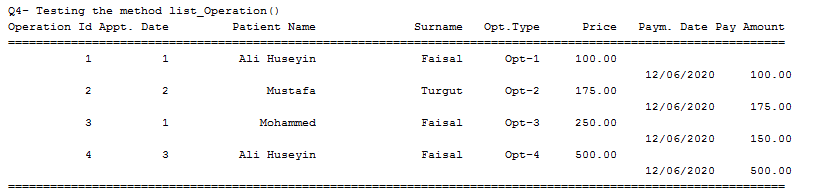 Q4- Testing the method list_Operation()
Operation Id Appt. Date Patient Name Surname Opt.Type Price Paym. Date Pay Amount
================================================================================================================
1 1 Ali Huseyin Faisal Opt-1 100.00
12/06/2020 100.00
2 2 Mustafa Turgut Opt-2 175.00
12/06/2020 175.00
3 1 Mohammed Faisal Opt-3 250.00
12/06/2020 150.00
4 3 Ali Huseyin Faisal Opt-4 500.00
12/06/2020 500.00
================================================================================================================